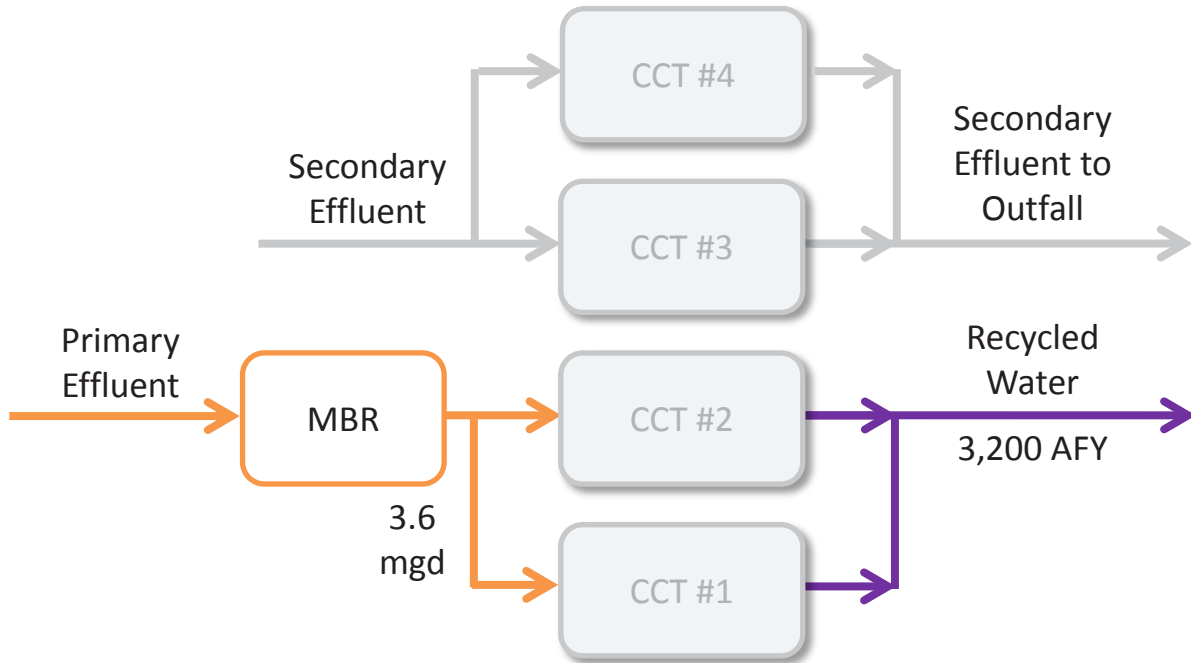 CCT #4
Secondary
Effluent
Secondary
Effluent to
Outfall
CCT #3
Primary
Effluent
MBR
3.6
mgd
CCT #2
Recycled
Water
3,200 AFY
CCT #1